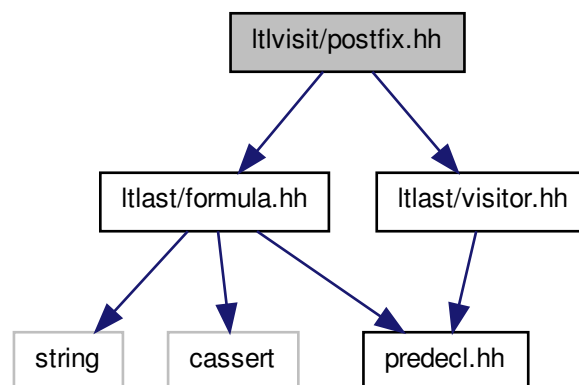 ltlvisit/postfix.hh
ltlast/formula.hh
ltlast/visitor.hh
string
cassert
predecl.hh